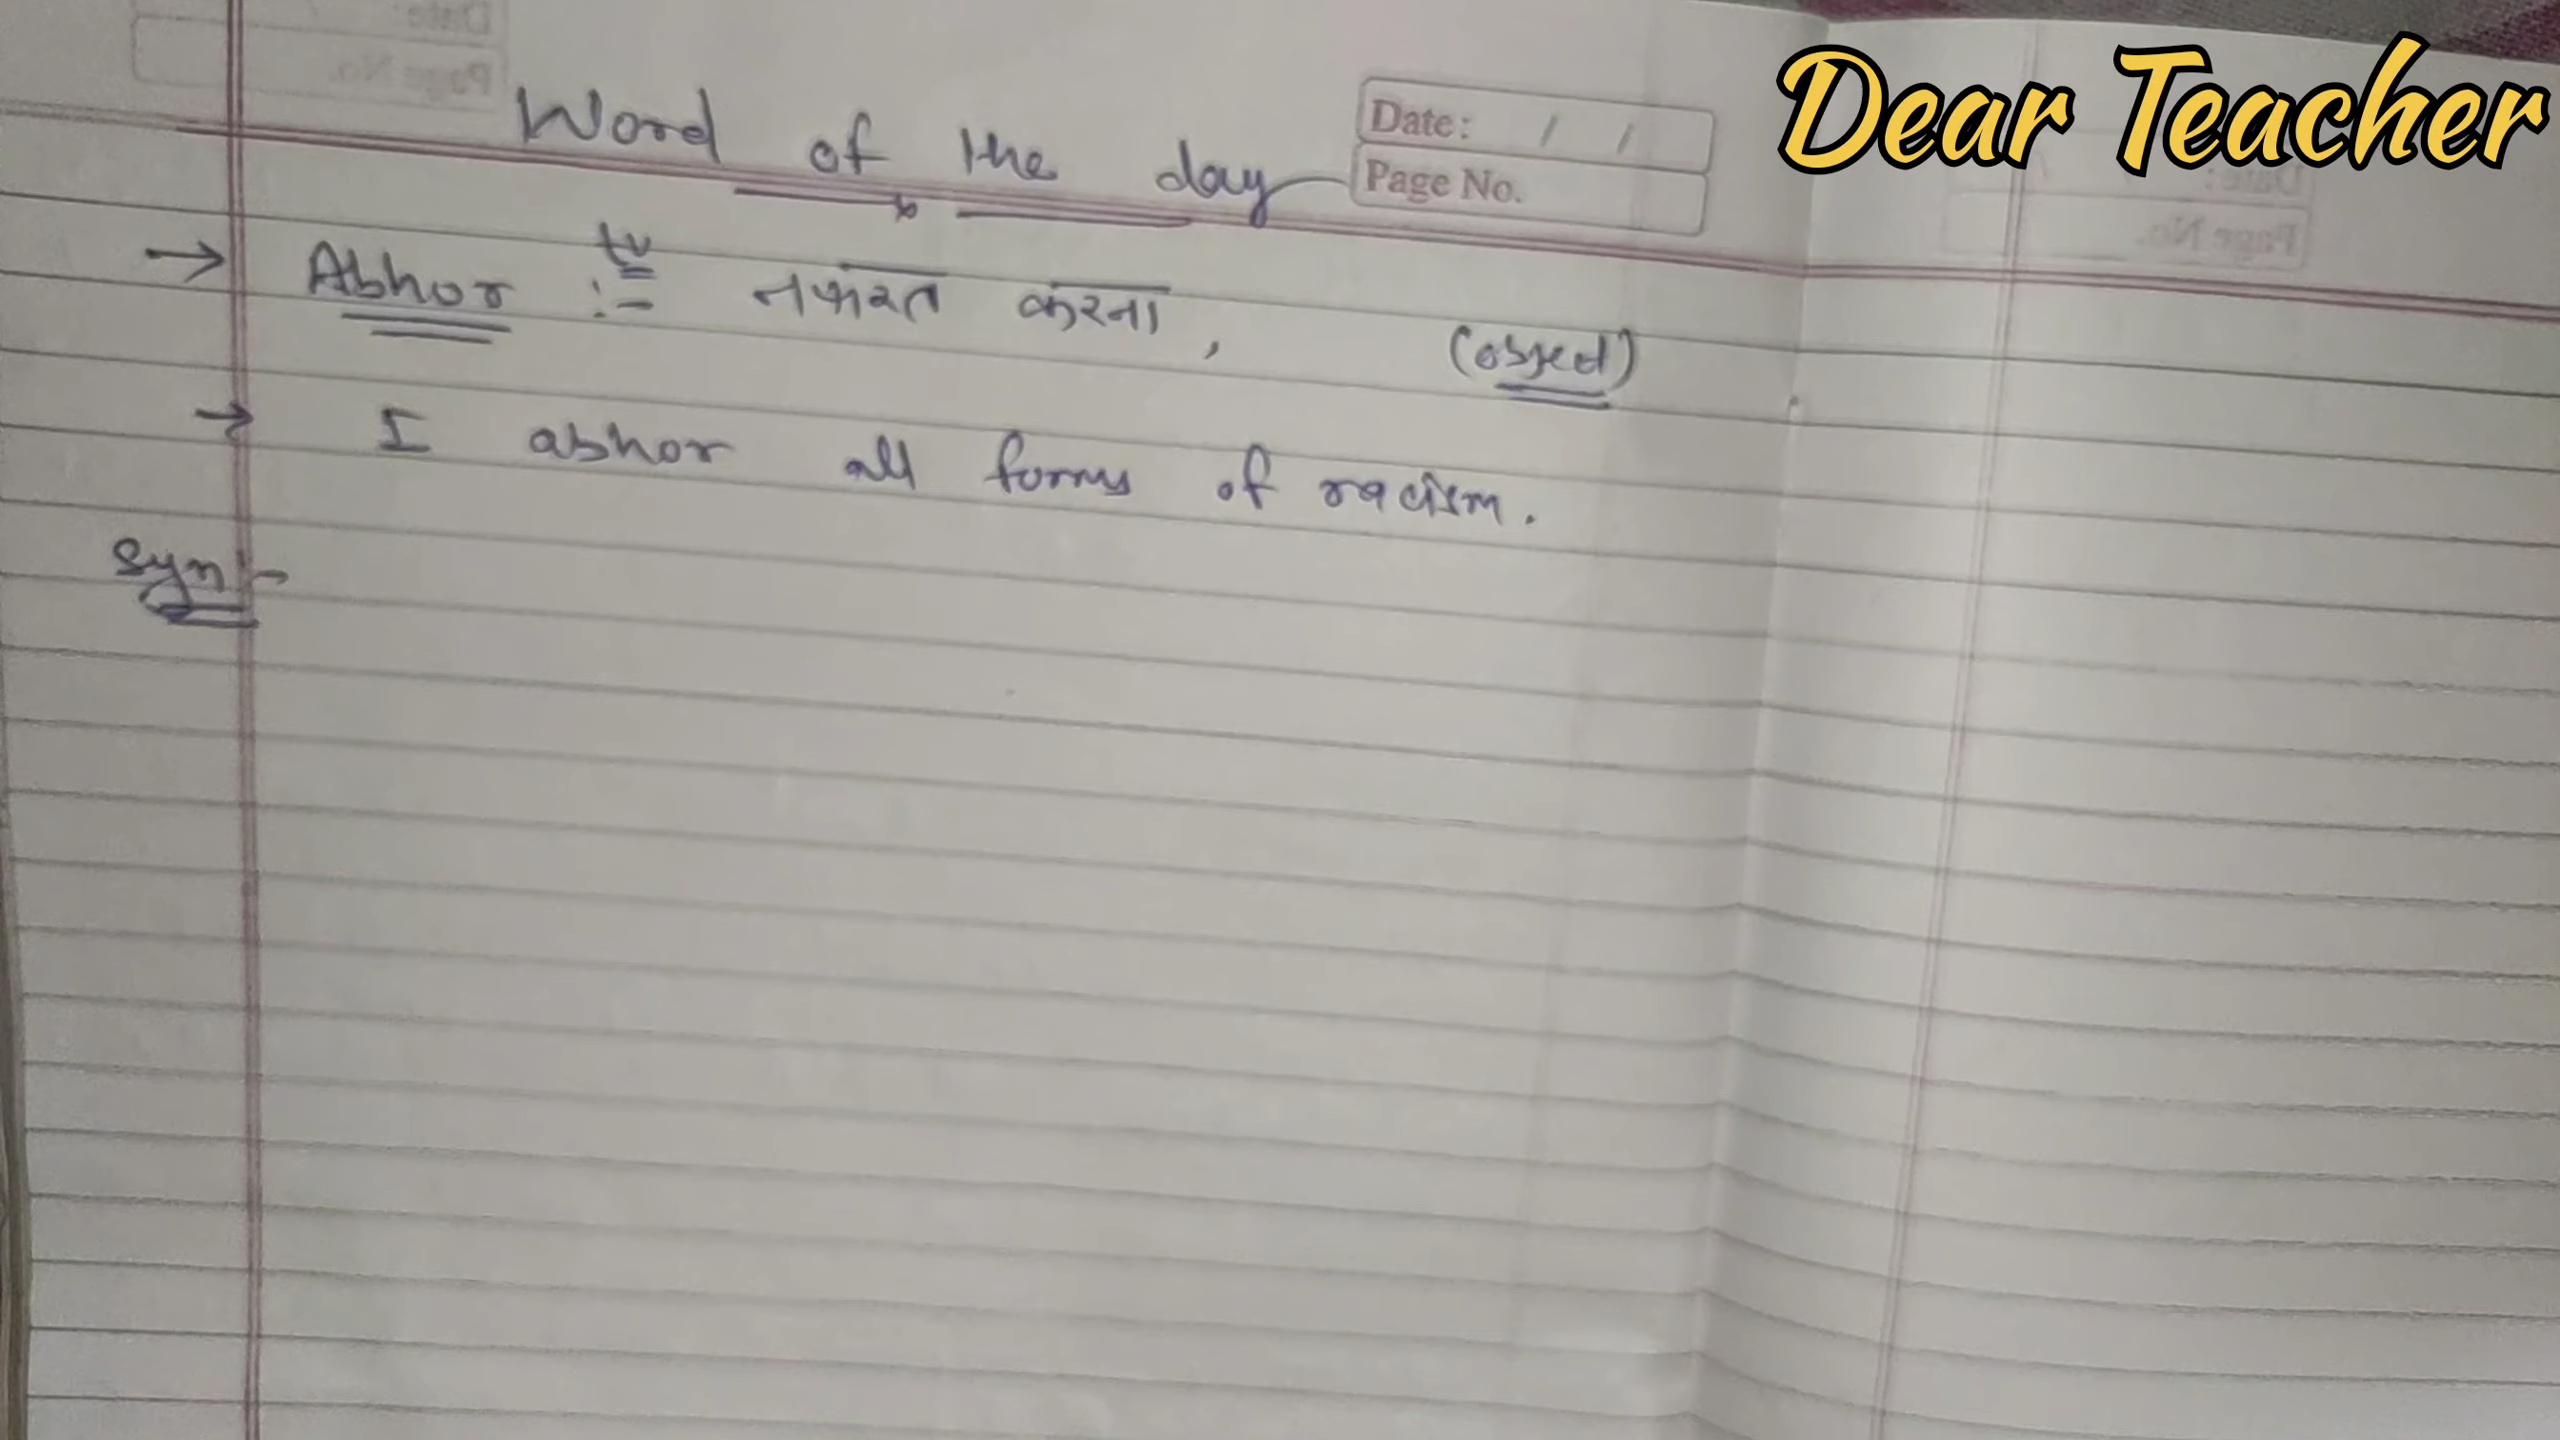 Dear Teacher
Word of the day
Date: / /
Page No.
→ Abhor :- tv नफरत करना, (object)
→ I abhor all forms of racism.
Syn :-